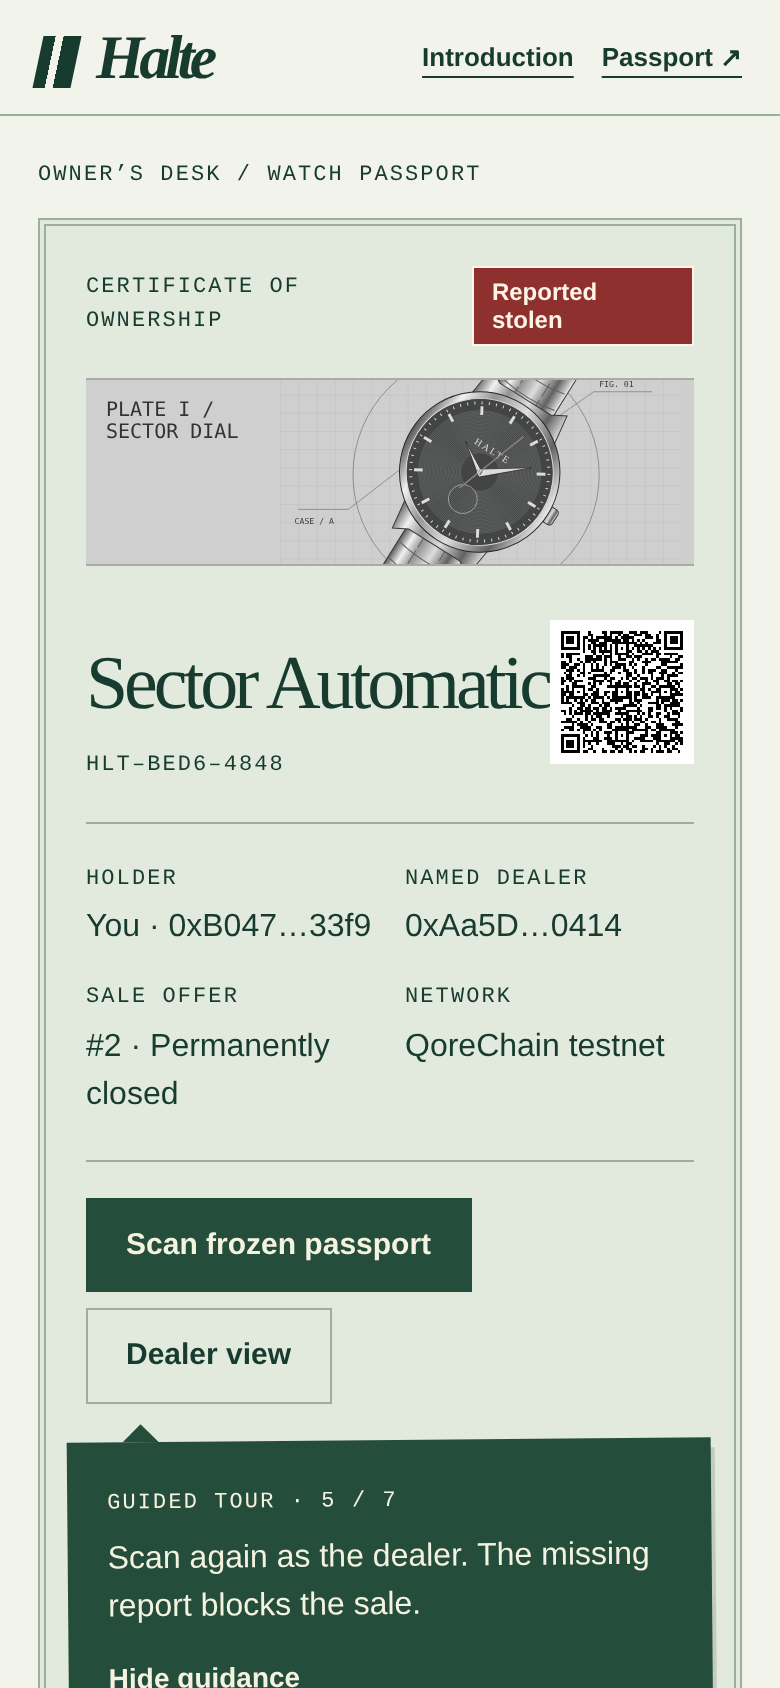 Halte
Introduction Passport ↗
OWNER’S DESK / WATCH PASSPORT
CERTIFICATE OF
OWNERSHIP
Reported
stolen
PLATE I /
SECTOR DIAL
FIG. 01
HALTE
CASE / A
Sector Automatic
HLT–BED6–4848
HOLDER
You · 0xB047…33f9
NAMED DEALER
0xAa5D…0414
SALE OFFER
#2 · Permanently
closed
NETWORK
QoreChain testnet
Scan frozen passport
Dealer view
GUIDED TOUR · 5 / 7
Scan again as the dealer. The missing
report blocks the sale.
Hide guidance